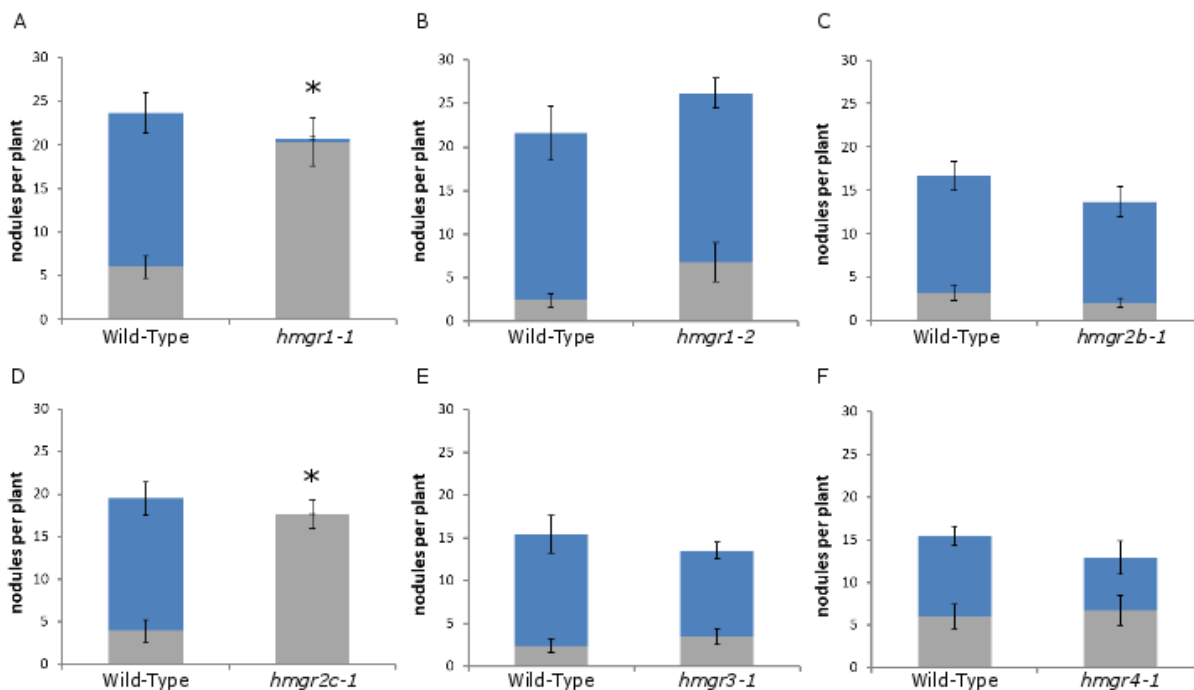 A
B
C
nodules per plant
30
25
20
15
10
5
0
Wild-Type
*
hmgr1-1
nodules per plant
30
25
20
15
10
5
0
Wild-Type
hmgr1-2
nodules per plant
30
25
20
15
10
5
0
Wild-Type
hmgr2b-1
D
E
F
nodules per plant
30
25
20
15
10
5
0
Wild-Type
*
hmgr2c-1
nodules per plant
30
25
20
15
10
5
0
Wild-Type
hmgr3-1
nodules per plant
30
25
20
15
10
5
0
Wild-Type
hmgr4-1